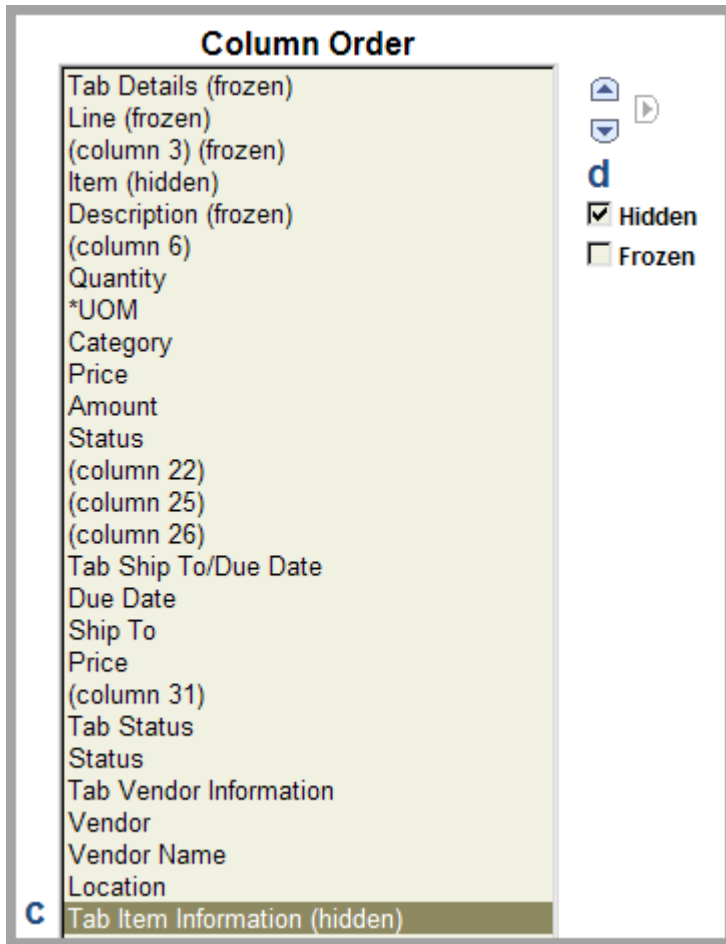 Column Order
Tab Details (frozen)
Line (frozen)
(column 3) (frozen)
Item (hidden)
Description (frozen)
(column 6)
Quantity
*UOM
Category
Price
Amount
Status
(column 22)
(column 25)
(column 26)
Tab Ship To/Due Date
Due Date
Ship To
Price
(column 31)
Tab Status
Status
Tab Vendor Information
Vendor
Vendor Name
Location
c Tab Item Information (hidden)
d
Hidden
Frozen